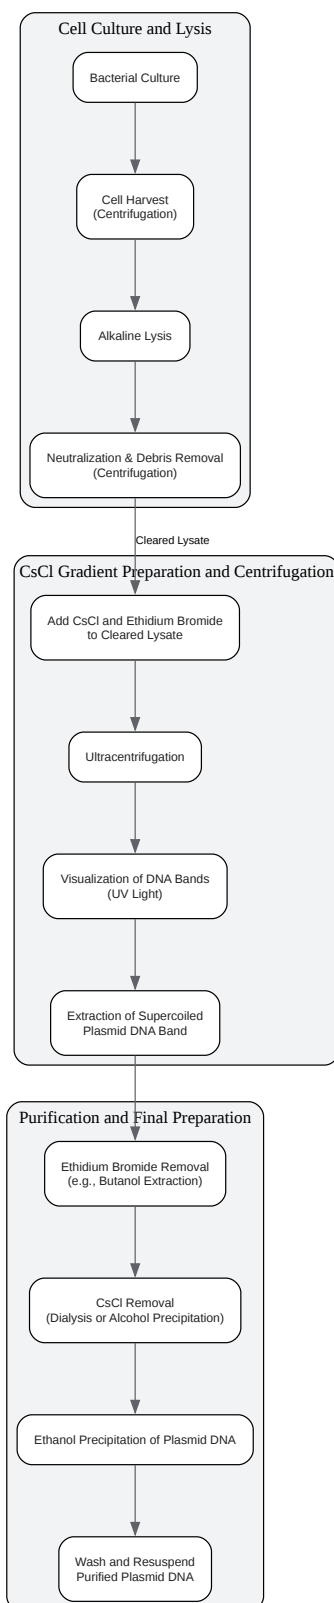 Cell Culture and Lysis
Bacterial Culture
Cell Harvest
(Centrifugation)
Alkaline Lysis
Neutralization & Debris Removal
(Centrifugation)
Cleared Lysate
CsCl Gradient Preparation and Centrifugation
Add CsCl and Ethidium Bromide
to Cleared Lysate
Ultracentrifugation
Visualization of DNA Bands
(UV Light)
Extraction of Supercoiled
Plasmid DNA Band
Purification and Final Preparation
Ethidium Bromide Removal
(e.g., Butanol Extraction)
CsCl Removal
(Dialysis or Alcohol Precipitation)
Ethanol Precipitation of Plasmid DNA
Wash and Resuspend
Purified Plasmid DNA